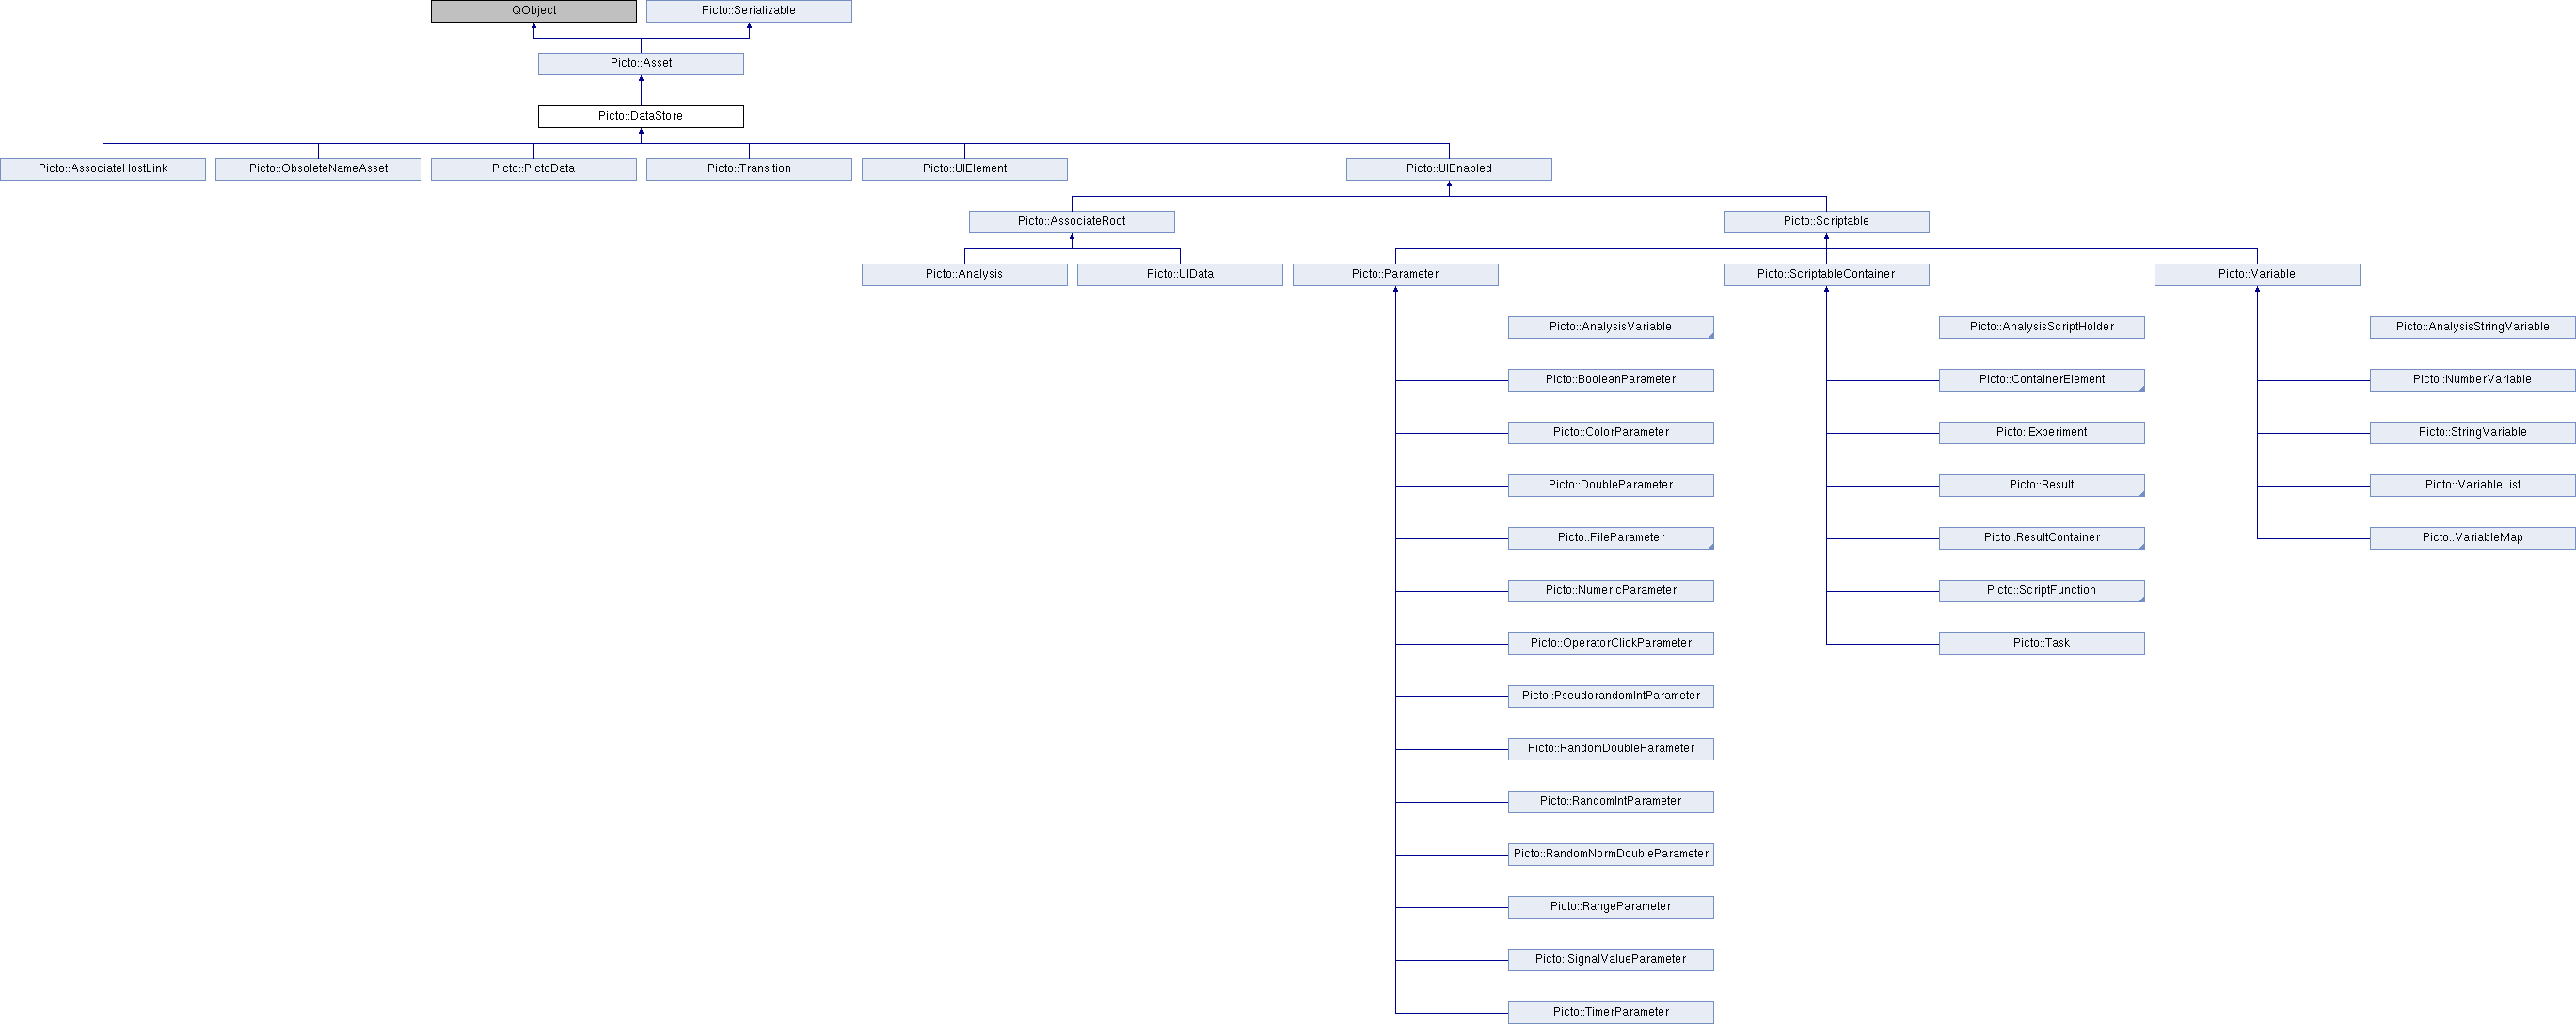 QObject
Picto::Serializable
Picto::Asset
Picto::DataStore
Picto::AssociateHostLink
Picto::ObsoleteNameAsset
Picto::PictoData
Picto::Transition
Picto::UIElement
Picto::UIEnabled
Picto::AssociateRoot
Picto::Scriptable
Picto::Analysis
Picto::UIData
Picto::Parameter
Picto::ScriptableContainer
Picto::Variable
Picto::AnalysisVariable
Picto::AnalysisScriptHolder
Picto::AnalysisStringVariable
Picto::BooleanParameter
Picto::ContainerElement
Picto::NumberVariable
Picto::ColorParameter
Picto::Experiment
Picto::StringVariable
Picto::DoubleParameter
Picto::Result
Picto::VariableList
Picto::FileParameter
Picto::ResultContainer
Picto::VariableMap
Picto::NumericParameter
Picto::ScriptFunction
Picto::OperatorClickParameter
Picto::Task
Picto::PseudorandomIntParameter
Picto::RandomDoubleParameter
Picto::RandomIntParameter
Picto::RandomNormDoubleParameter
Picto::RangeParameter
Picto::SignalValueParameter
Picto::TimerParameter